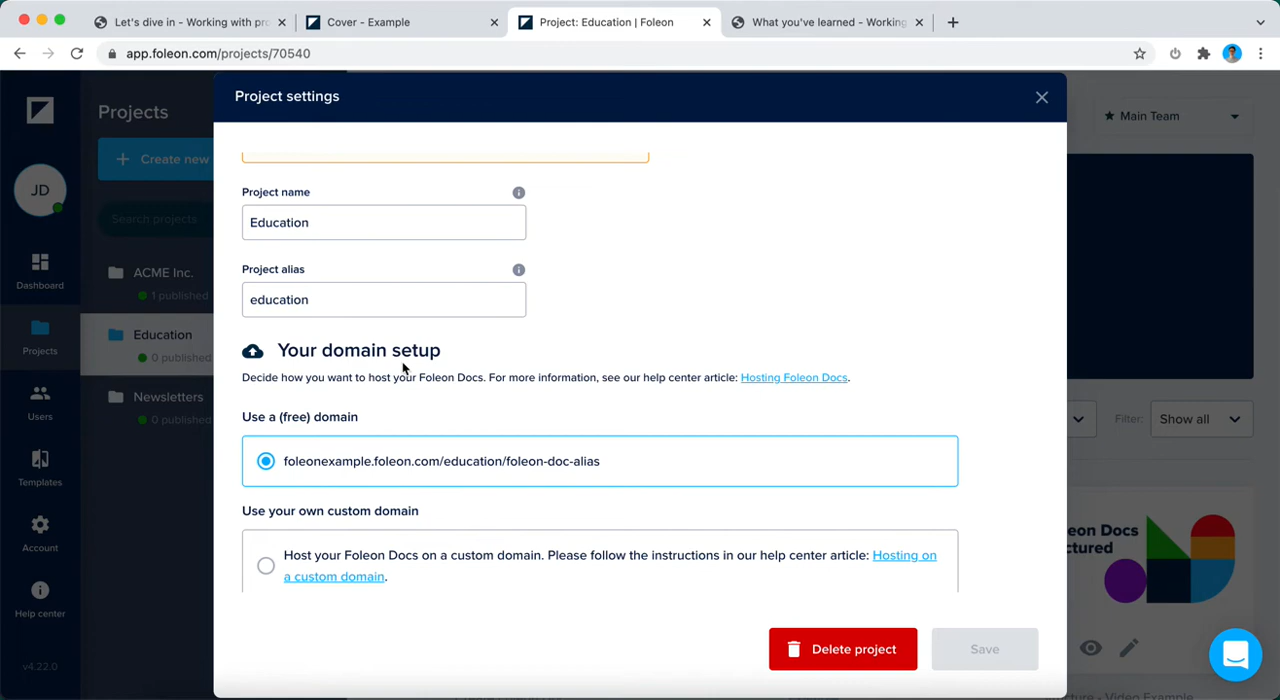 Let's dive in - Working with pro
Cover - Example
Project: Education | Foleon
What you've learned - Working
app.foleon.com/projects/70540
Project settings
Projects
Main Team
Create new
JD
Search projects
Dashboard
Projects
Users
Templates
Account
Help center
v4.22.0
ACME Inc.
1 published
Education
0 published
Newsletters
0 published
Project name
Education
Project alias
education
Your domain setup
Decide how you want to host your Foleon Docs. For more information, see our help center article: Hosting Foleon Docs.
Use a (free) domain
foleonexample.foleon.com/education/foleon-doc-alias
Use your own custom domain
Host your Foleon Docs on a custom domain. Please follow the instructions in our help center article: Hosting on
a custom domain.
Delete project
Save
Filter:
Show all
eon Docs
ctured
cture - Video Example